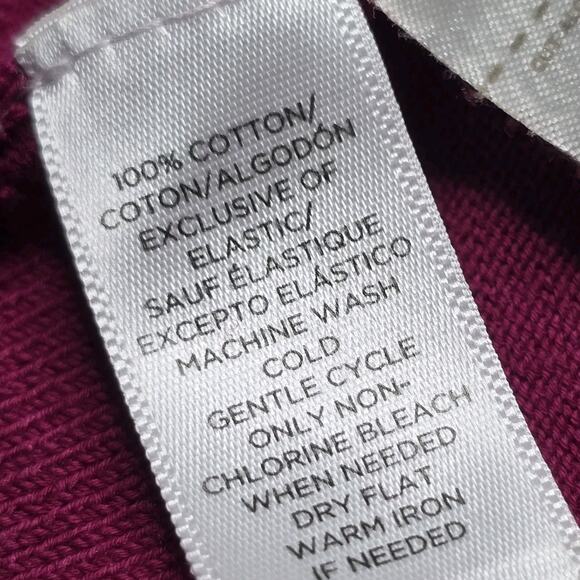 100% COTTON/
COTON/ALGODÓN
EXCLUSIVE OF
ELASTIC/
SAUF ÉLASTIQUE
EXCEPTO ELÁSTICO
MACHINE WASH
COLD
GENTLE CYCLE
ONLY NON-
CHLORINE BLEACH
WHEN NEEDED
DRY FLAT
WARM IRON
IF NEEDED